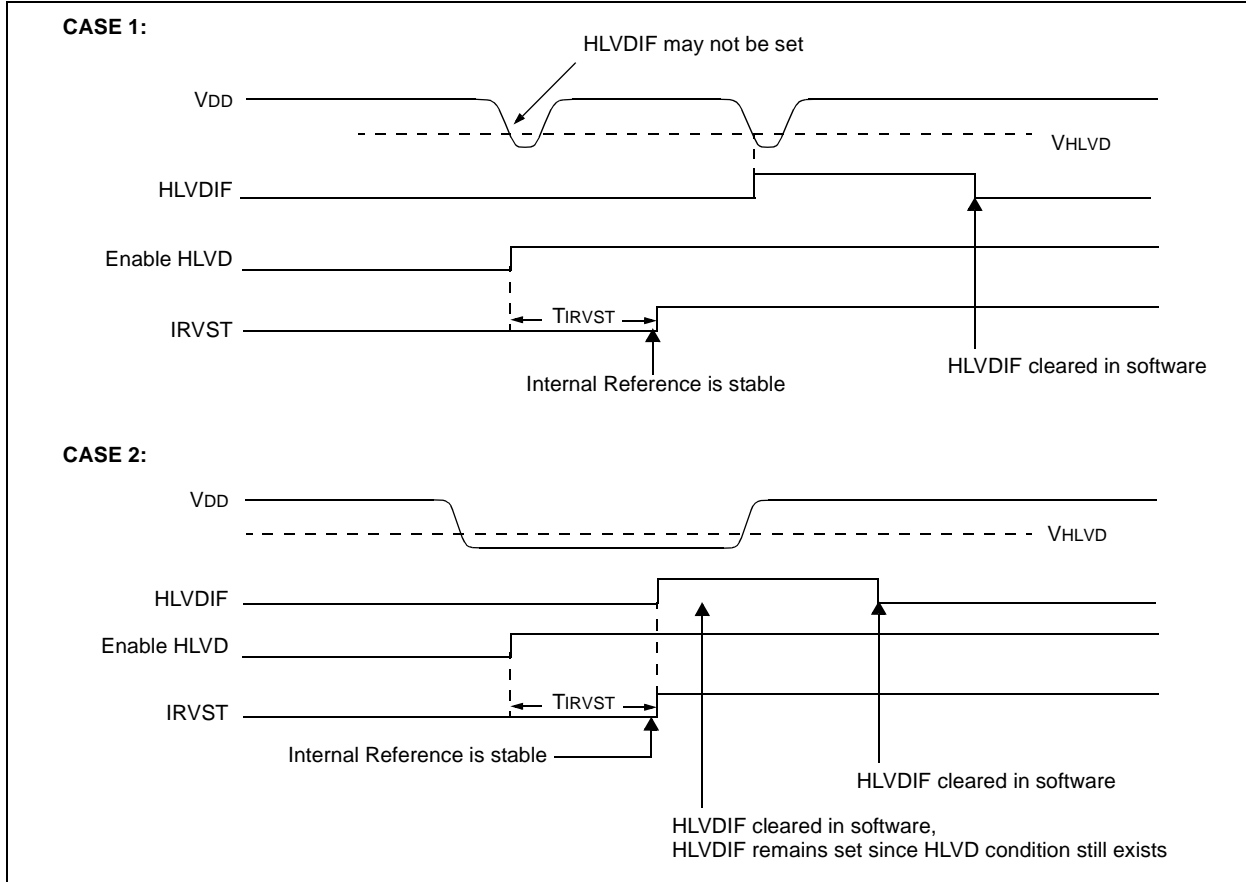 CASE 1:
HLVDIF may not be set
VDD
VHLVD
HLVDIF
Enable HLVD
TIRVST
IRVST
HLVDIF cleared in software
Internal Reference is stable
CASE 2:
VDD
VHLVD
HLVDIF
Enable HLVD
TIRVST
IRVST
Internal Reference is stable
HLVDIF cleared in software
HLVDIF cleared in software,
HLVDIF remains set since HLVD condition still exists